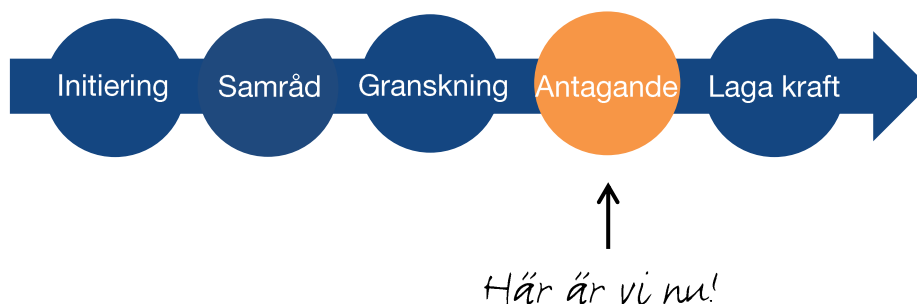 Initiering Samråd Granskning Antagande Laga kraft
Här är vi nu!